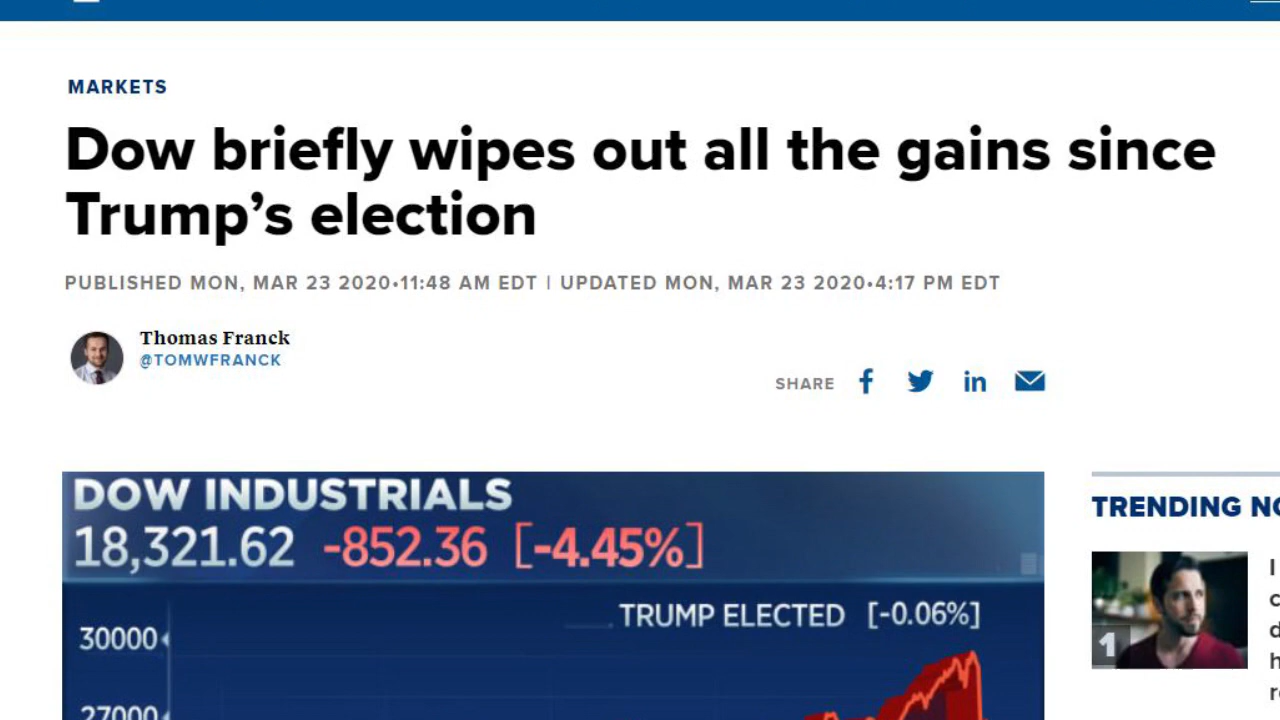 MARKETS
Dow briefly wipes out all the gains since
Trump's election
PUBLISHED MON, MAR 23 2020•11:48 AM EDT | UPDATED MON, MAR 23 2020•4:17 PM EDT
Thomas Franck
@TOMWFRANCK
SHARE
DOW INDUSTRIALS
18,321.62 -852.36 [-4.45%]
TRUMP ELECTED [-0.06%]
30000
27000
TRENDING
1
I